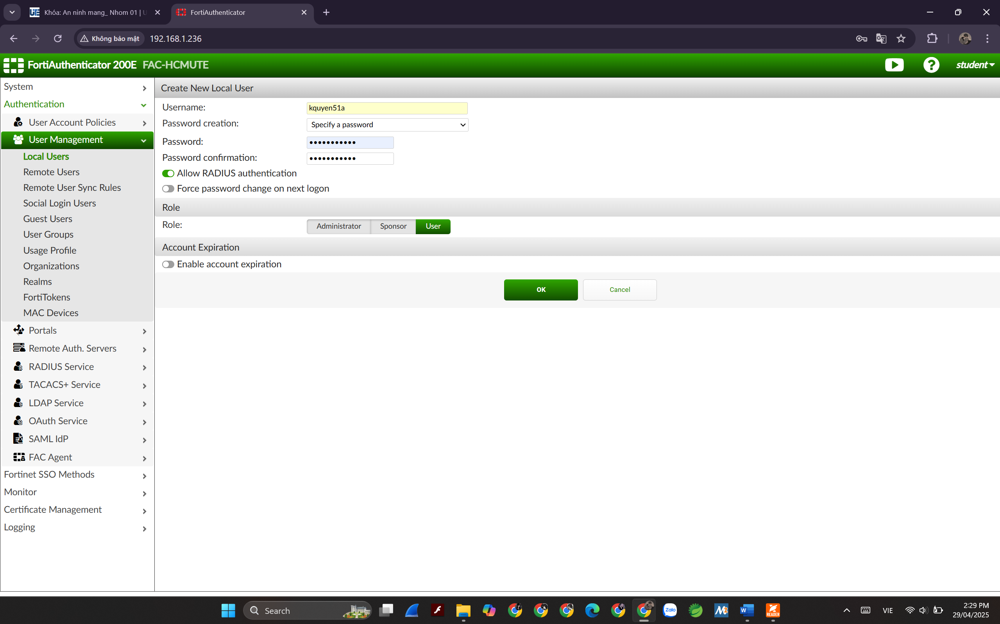 Khóa: An ninh mang_ Nhom 01 | U
FortiAuthenticator
Không bảo mật
192.168.1.236
FortiAuthenticator 200E FAC-HCMUTE
student
System
Authentication
User Account Policies
User Management
Local Users
Remote Users
Remote User Sync Rules
Social Login Users
Guest Users
User Groups
Usage Profile
Organizations
Realms
FortiTokens
MAC Devices
Portals
Remote Auth. Servers
RADIUS Service
TACACS+ Service
LDAP Service
OAuth Service
SAML IdP
FAC Agent
Fortinet SSO Methods
Monitor
Certificate Management
Logging
Create New Local User
Username: kquyen51a
Password creation: Specify a password
Password: •••••••••••
Password confirmation: •••••••••••
Allow RADIUS authentication
Force password change on next logon
Role
Role: Administrator Sponsor User
Account Expiration
Enable account expiration
OK Cancel
Search
Zalo
READER
VIE
2:29 PM
29/04/2025